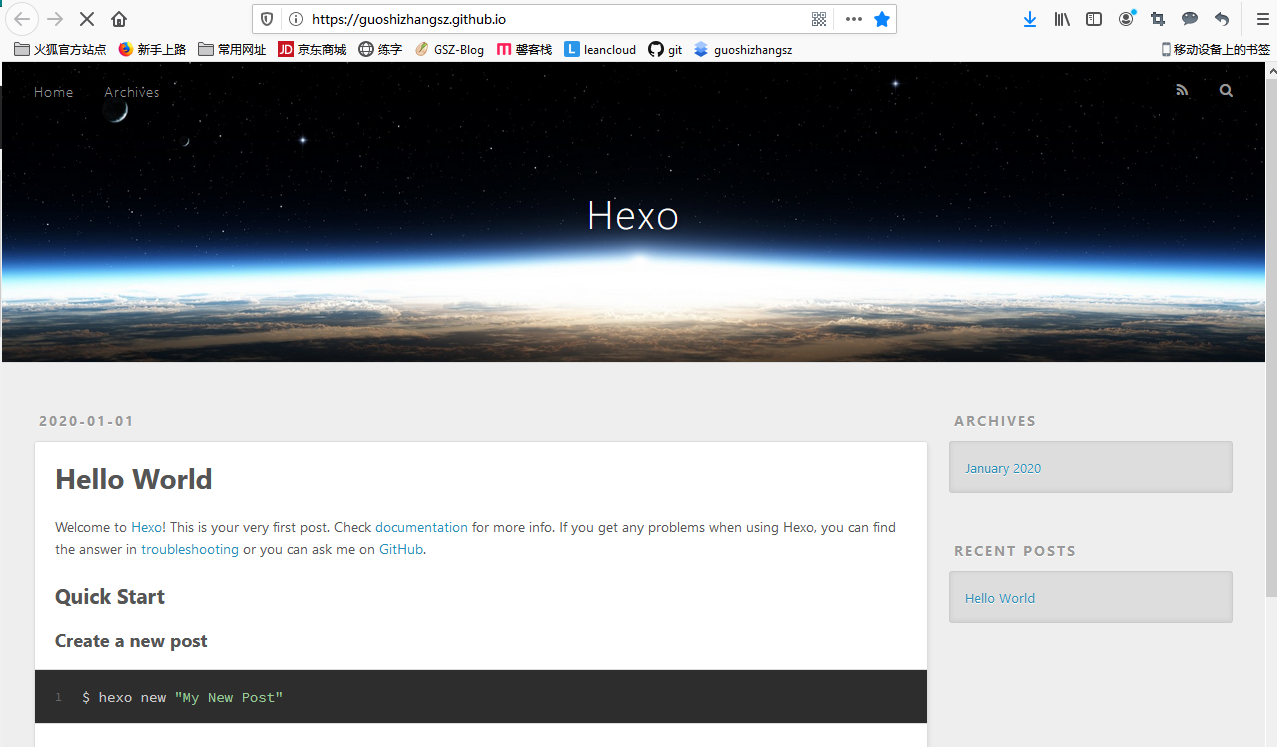 https://guoshizhangsz.github.io
火狐官方站点 新手上路 常用网址 JD 京东商城 练字 GSZ-Blog 馨客栈 L leancloud git guoshizhangsz 移动设备上的书签
Home Archives
Hexo
2020-01-01
Hello World
Welcome to Hexo! This is your very first post. Check documentation for more info. If you get any problems when using Hexo, you can find
the answer in troubleshooting or you can ask me on GitHub.
Quick Start
Create a new post
1 $ hexo new "My New Post"
ARCHIVES
January 2020
RECENT POSTS
Hello World